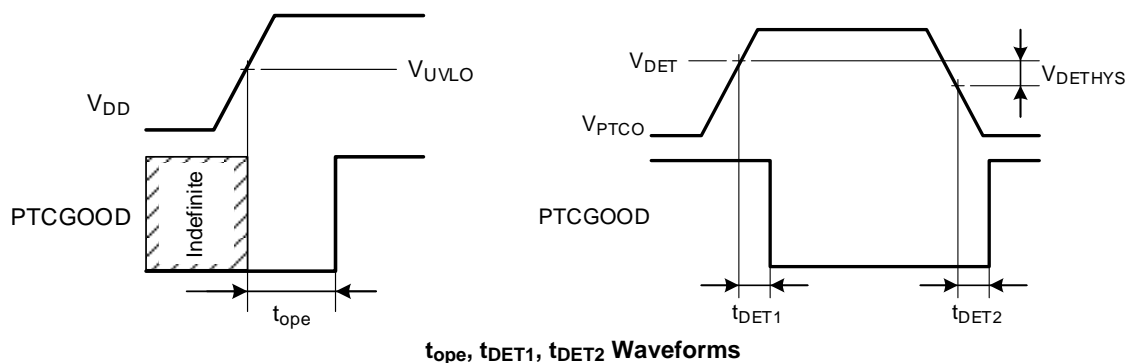 VDD
VUVLO
PTCGOOD
Indefinite
tope
VDET
VDETHYS
VPTCO
PTCGOOD
tDET1
tDET2
tope, tDET1, tDET2 Waveforms